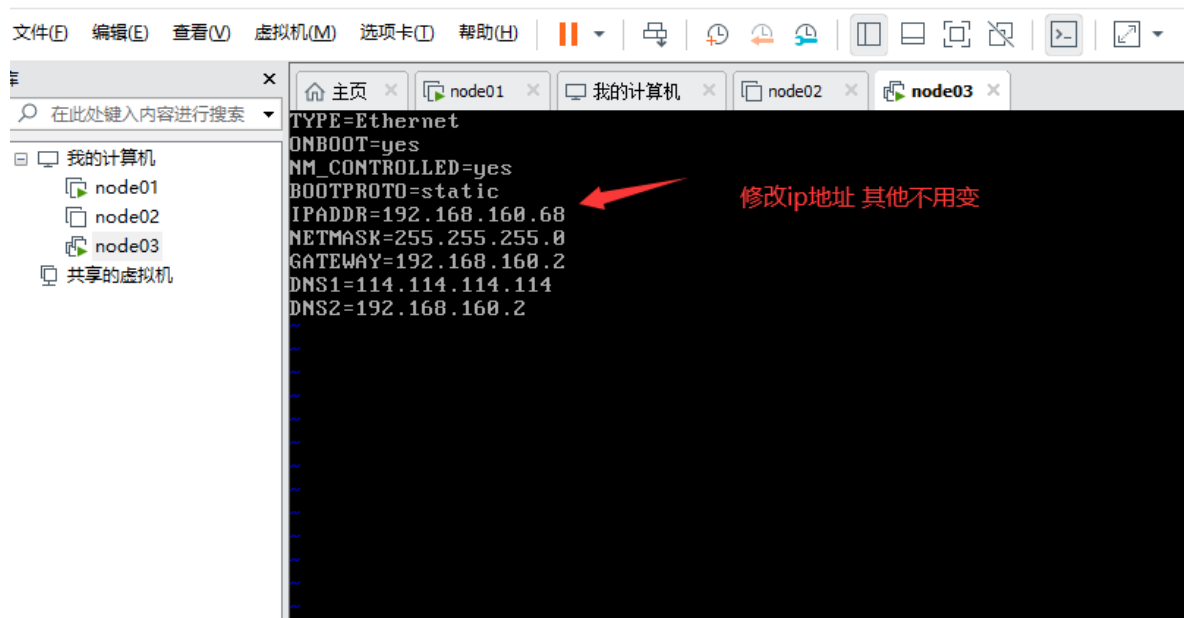 文件(F) 编辑(E) 查看(V) 虚拟机(M) 选项卡(T) 帮助(H)
库
主页 node01 我的计算机 node02 node03
在此处键入内容进行搜索
我的计算机
node01
node02
node03
共享的虚拟机
TYPE=Ethernet
ONBOOT=yes
NM_CONTROLLED=yes
BOOTPROTO=static
IPADDR=192.168.160.68
NETMASK=255.255.255.0
GATEWAY=192.168.160.2
DNS1=114.114.114.114
DNS2=192.168.160.2
~
~
~
~
~
~
~
~
~
~
~
~
~
修改ip地址 其他不用变